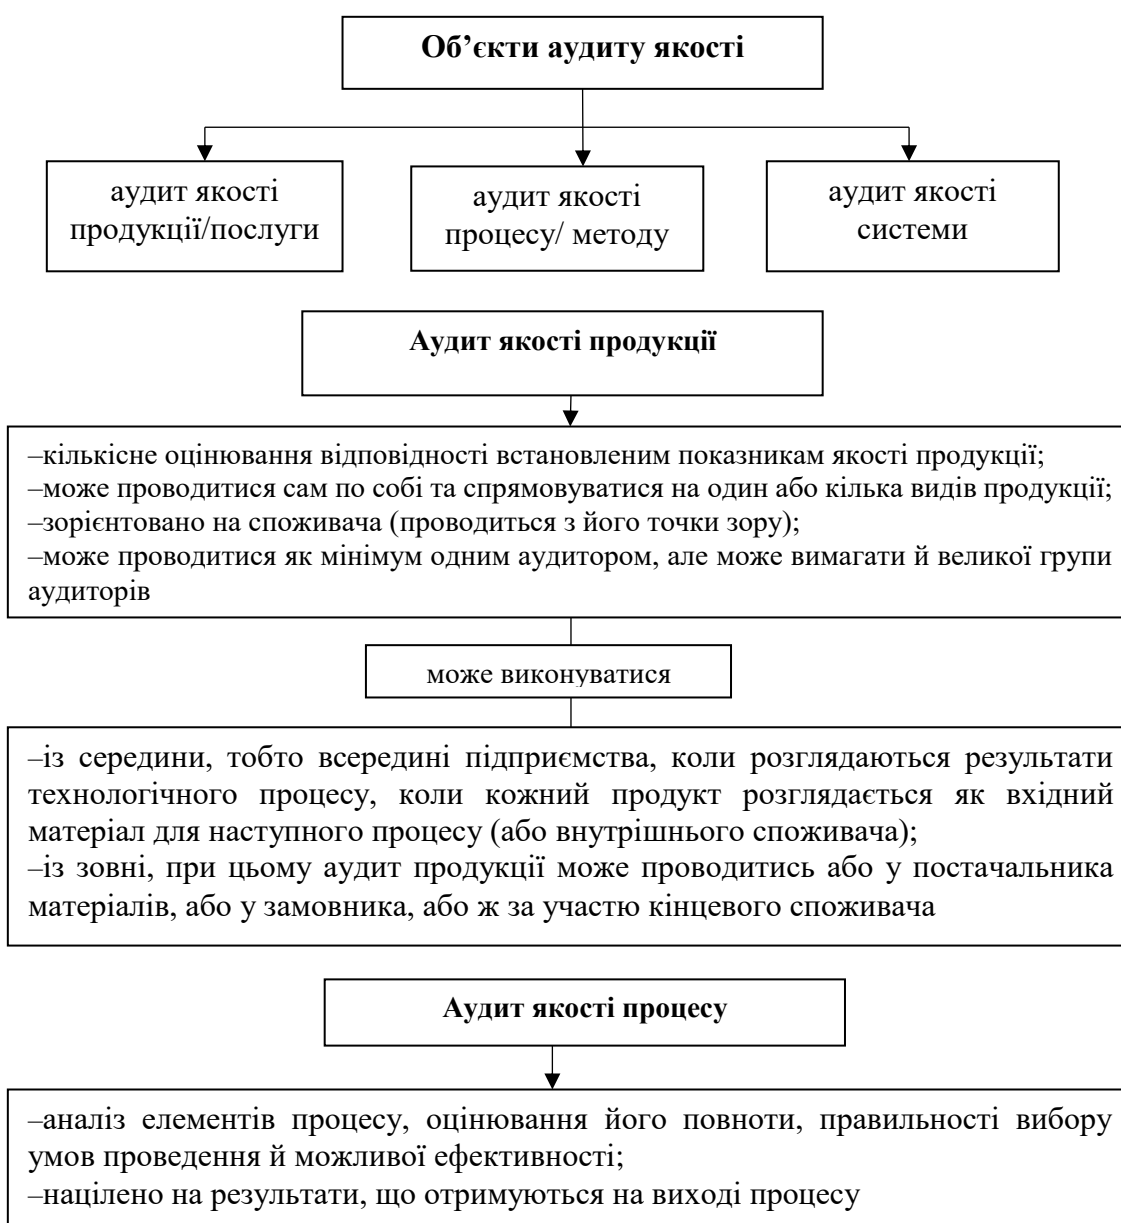 Об’єкти аудиту якості
аудит якості
продукції/послуги
аудит якості
процесу/ методу
аудит якості
системи
Аудит якості продукції
–кількісне оцінювання відповідності встановленим показникам якості продукції;
–може проводитися сам по собі та спрямовуватися на один або кілька видів продукції;
–зорієнтовано на споживача (проводиться з його точки зору);
–може проводитися як мінімум одним аудитором, але може вимагати й великої групи
аудиторів
може виконуватися
–із середини, тобто всередині підприємства, коли розглядаються результати
технологічного процесу, коли кожний продукт розглядається як вхідний
матеріал для наступного процесу (або внутрішнього споживача);
–із зовні, при цьому аудит продукції може проводитись або у постачальника
матеріалів, або у замовника, або ж за участю кінцевого споживача
Аудит якості процесу
–аналіз елементів процесу, оцінювання його повноти, правильності вибору
умов проведення й можливої ефективності;
–націлено на результати, що отримуються на виході процесу